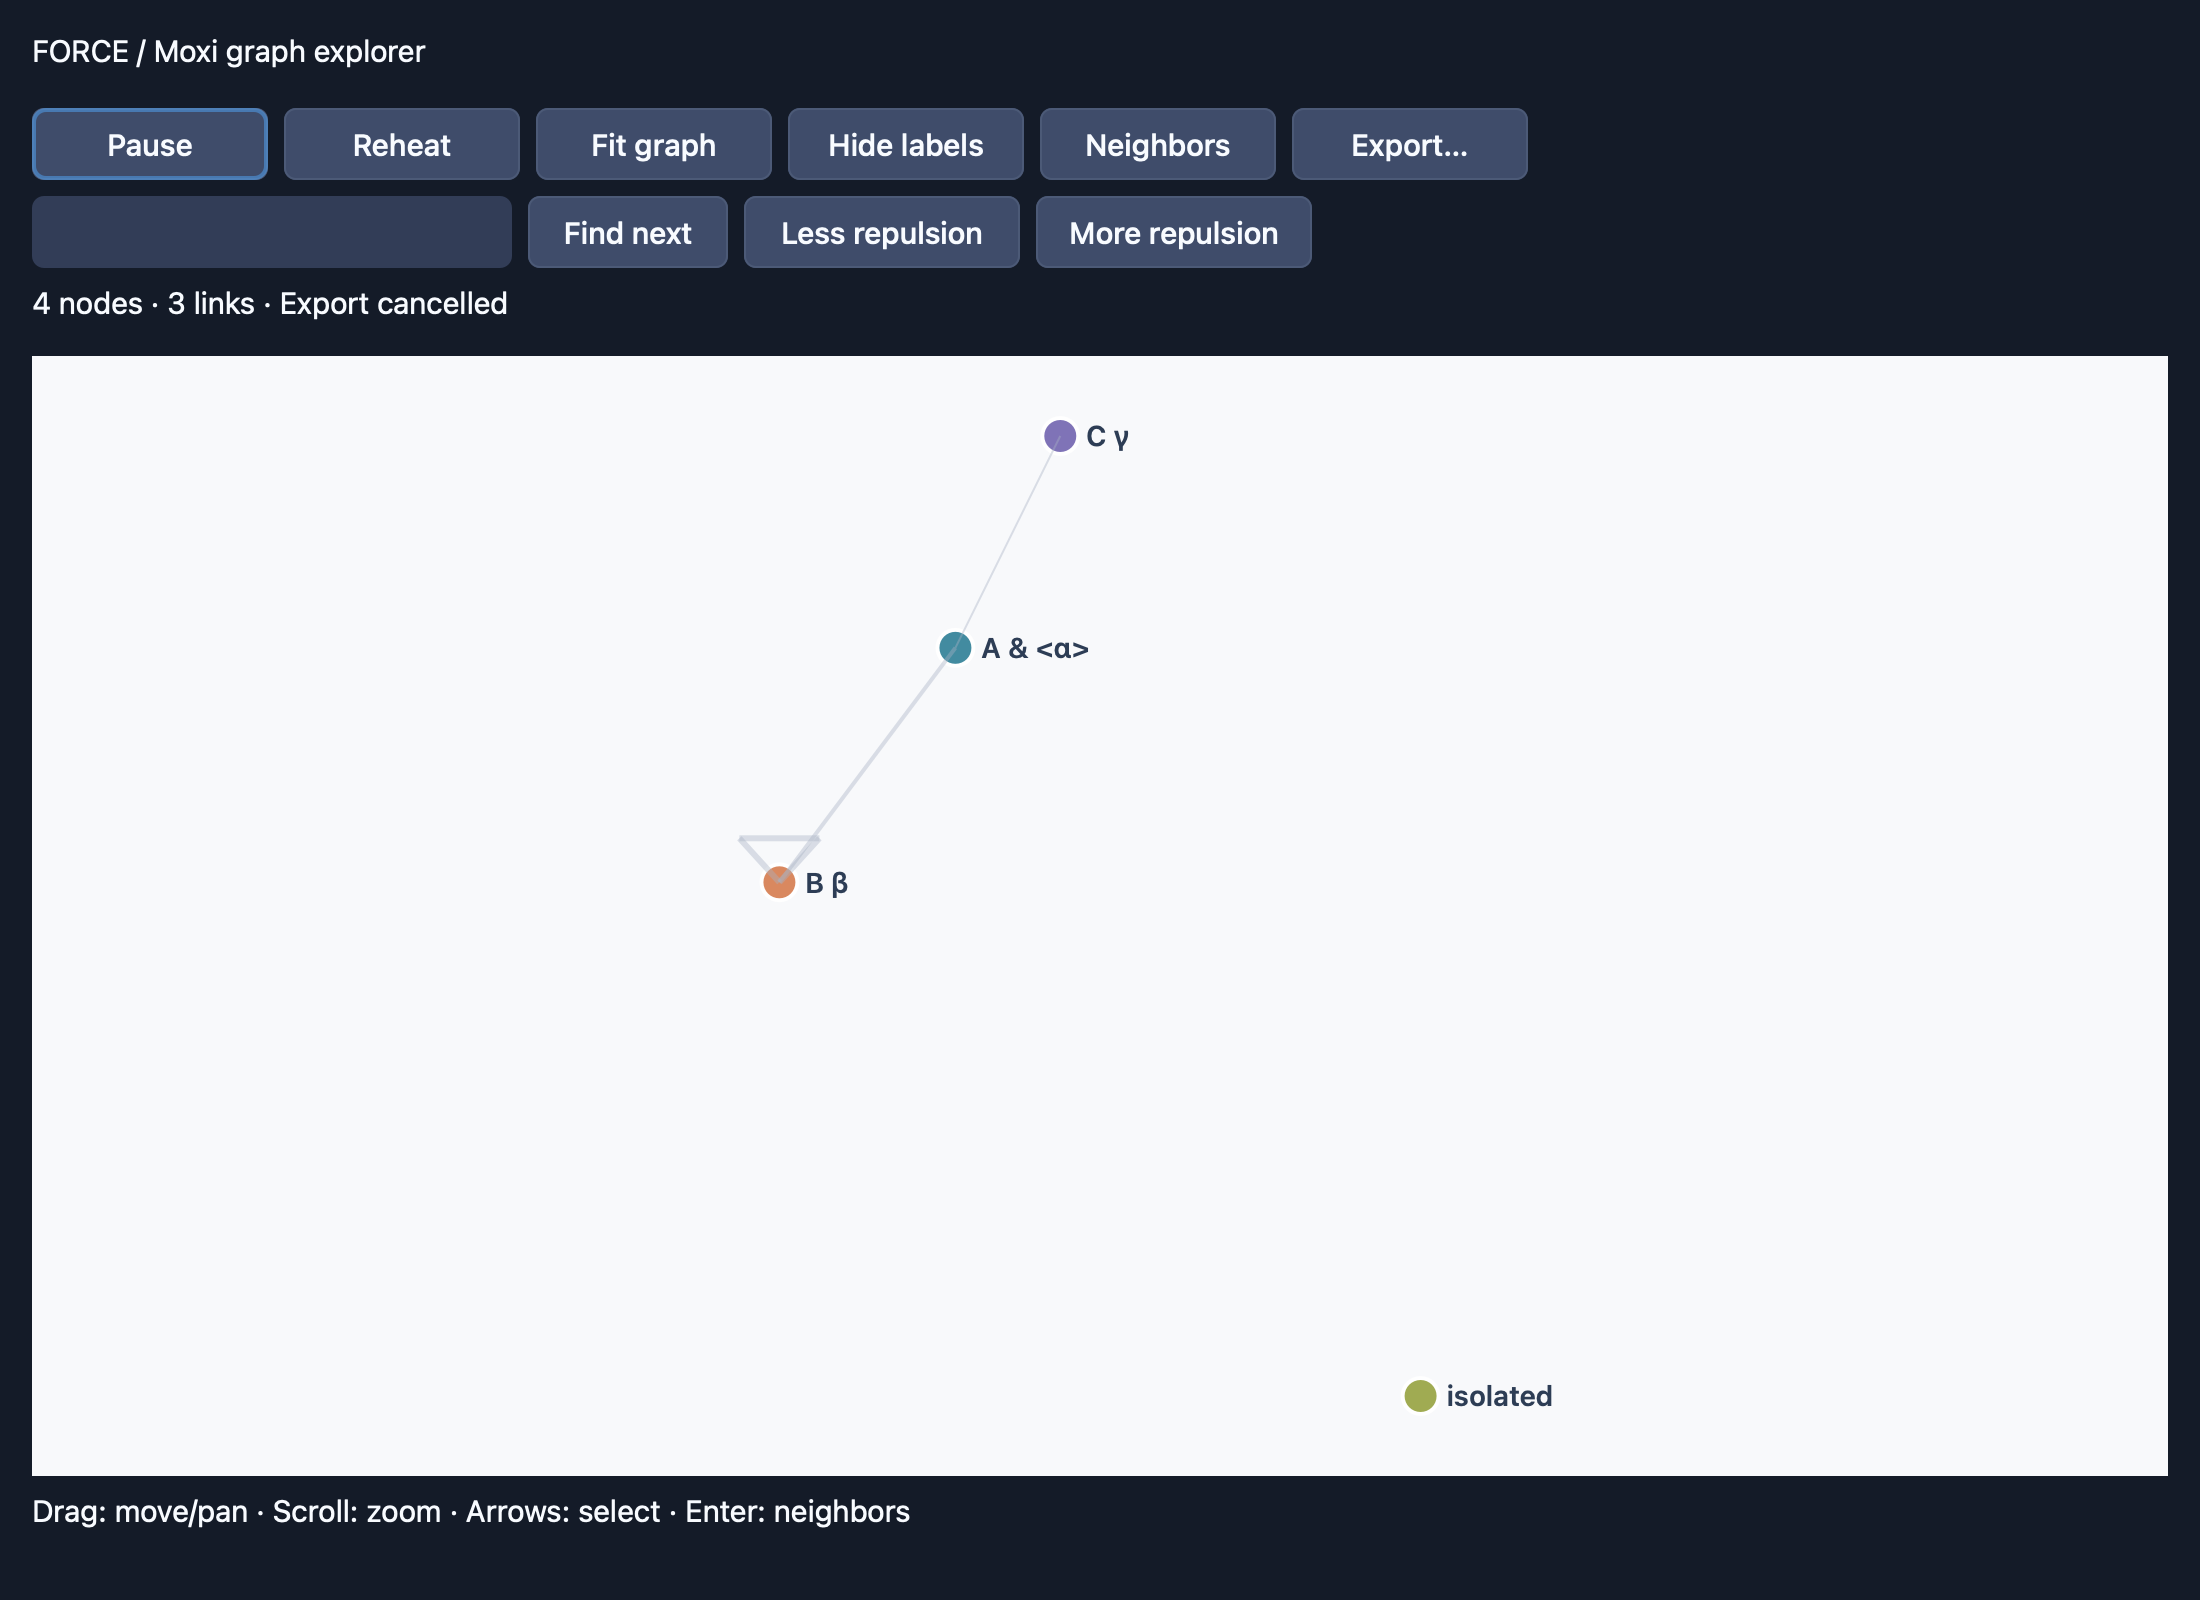 FORCE / Moxi graph explorer
Pause Reheat Fit graph Hide labels Neighbors Export...
Find next Less repulsion More repulsion
4 nodes · 3 links · Export cancelled
C γ
A & <α>
B β
isolated
Drag: move/pan · Scroll: zoom · Arrows: select · Enter: neighbors